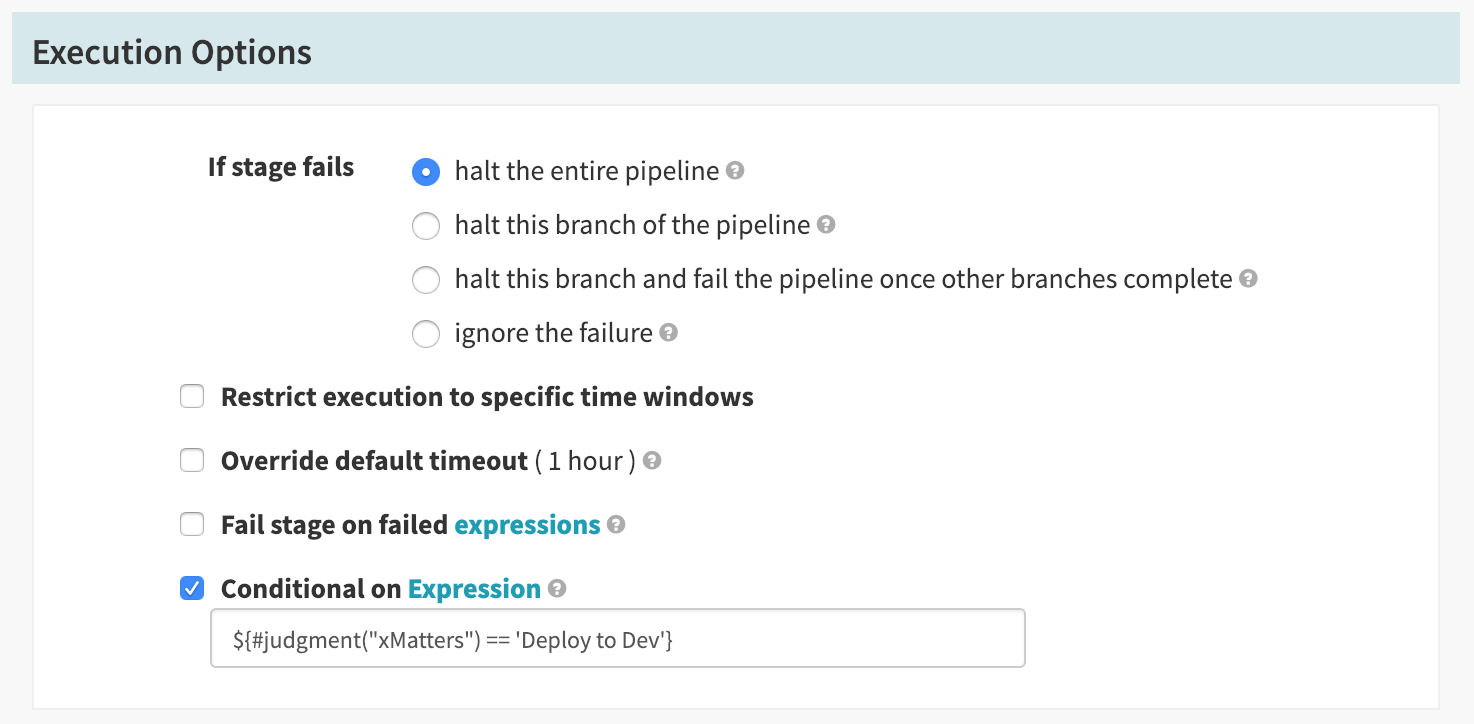 Execution Options
If stage fails
halt the entire pipeline ?
halt this branch of the pipeline ?
halt this branch and fail the pipeline once other branches complete ?
ignore the failure ?
Restrict execution to specific time windows
Override default timeout ( 1 hour ) ?
Fail stage on failed expressions ?
Conditional on Expression ?
${#judgment("xMatters") == 'Deploy to Dev'}